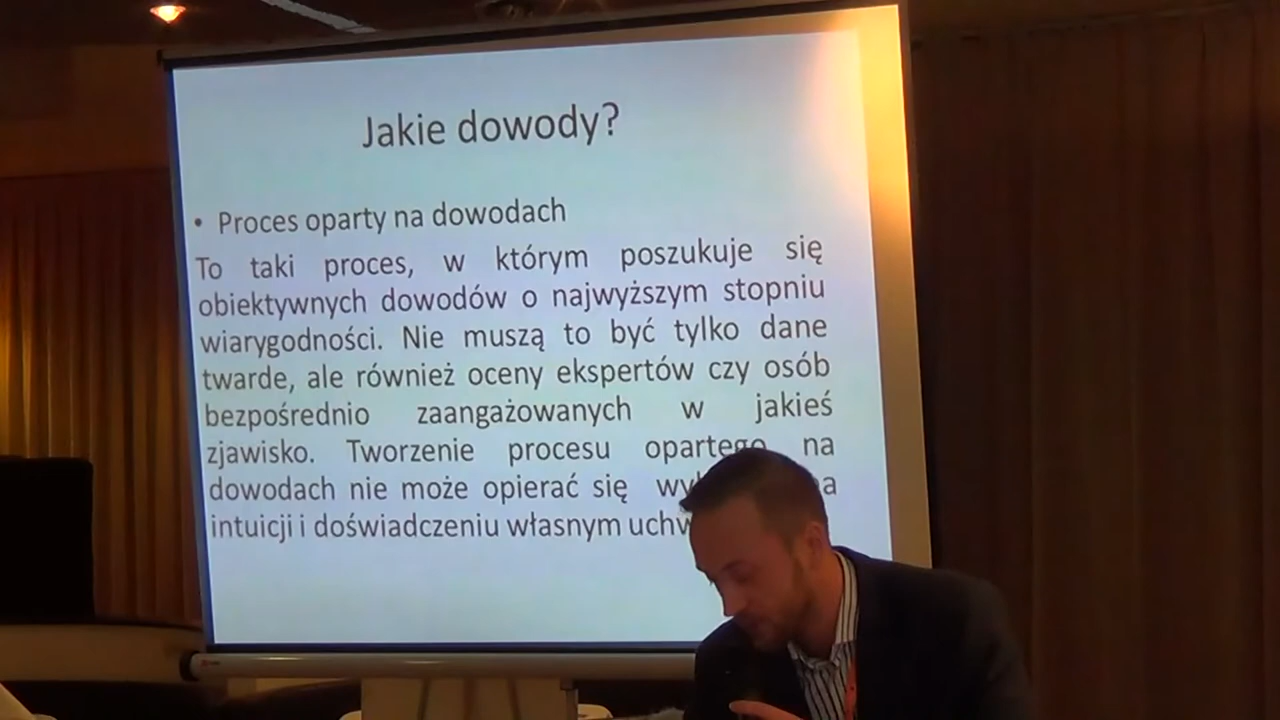 Jakie dowody?
• Proces oparty na dowodach
To taki proces, w którym poszukuje się
obiektywnych dowodów o najwyższym stopniu
wiarygodności. Nie muszą to być tylko dane
twarde, ale również oceny ekspertów czy osób
bezpośrednio zaangażowanych w jakieś
zjawisko. Tworzenie procesu opartego na
dowodach nie może opierać się
intuicji i doświadczeniu własnym